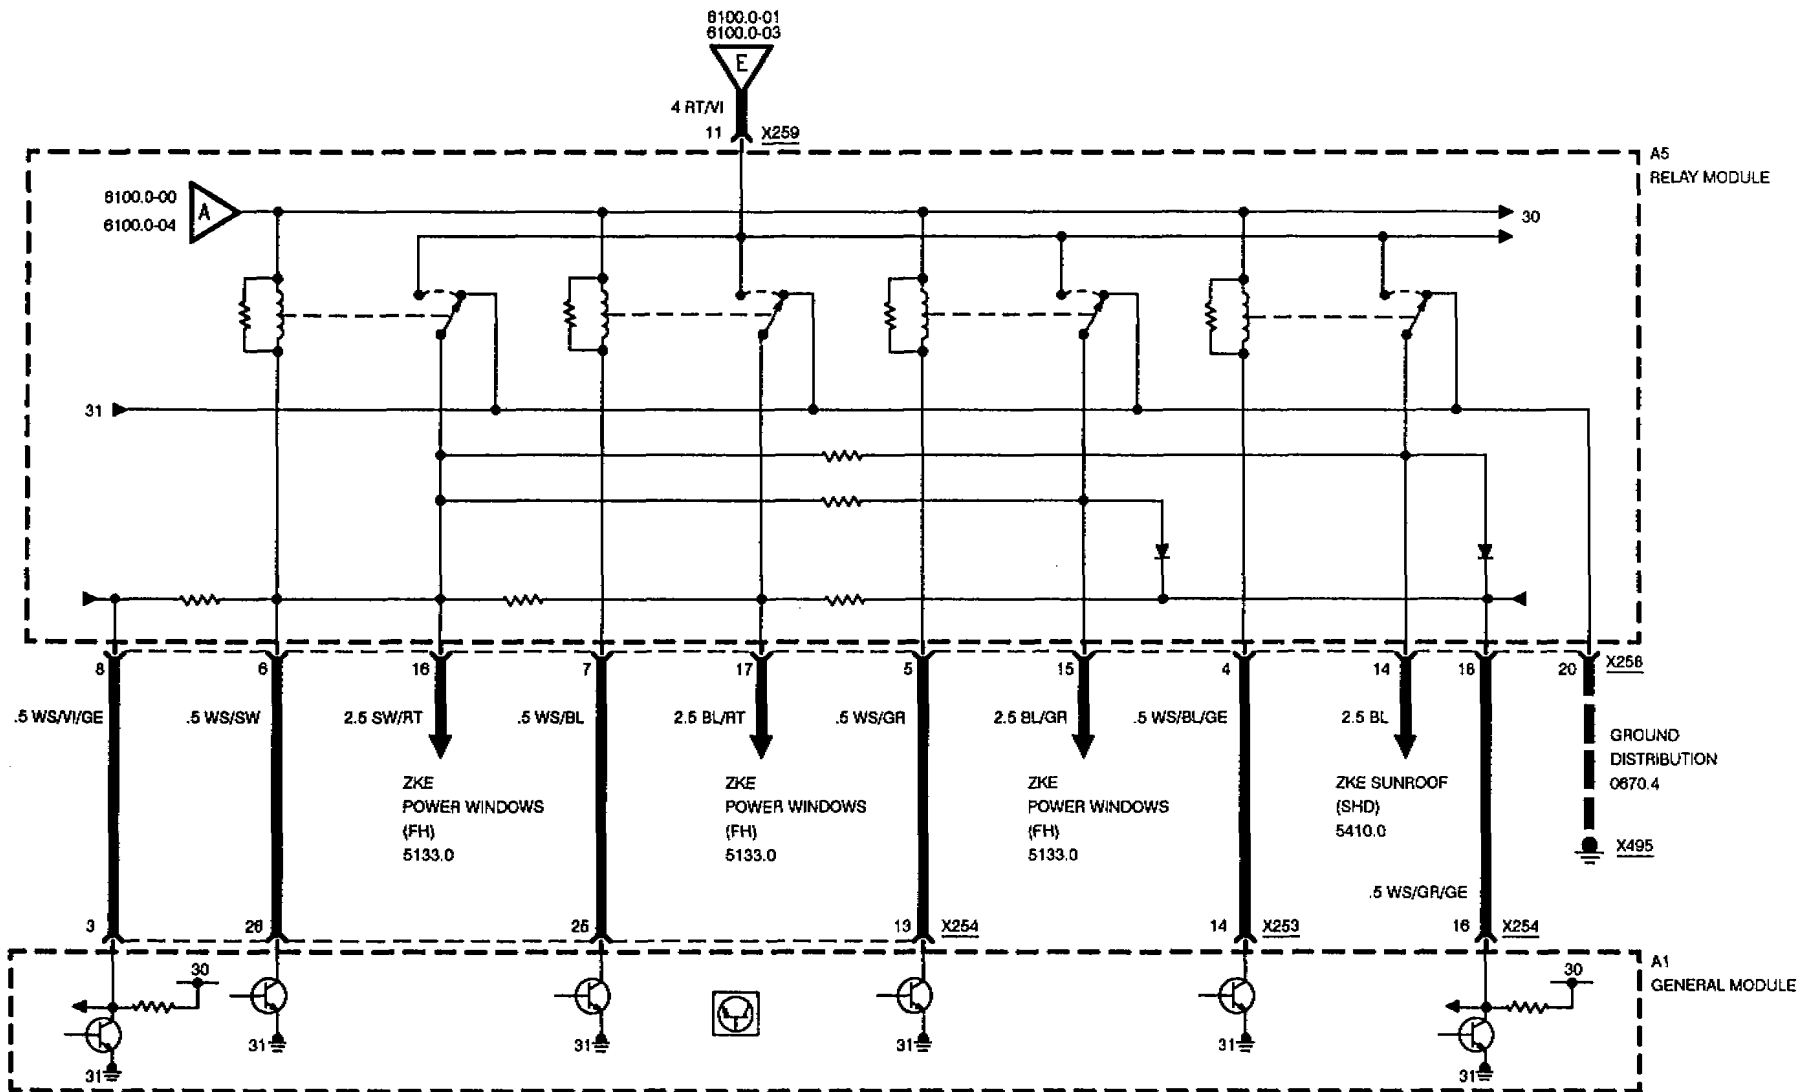 8100.0-01
6100.0-03
E
4 RT/VI
11 X259
A5
RELAY MODULE
8100.0-00
6100.0-04
A
30
31
8 6 16 7 17 5 15 4 14 18 20 X258
.5 WS/VI/GE .5 WS/SW 2.5 SW/RT .5 WS/BL 2.5 BL/RT .5 WS/GR 2.5 BL/GR .5 WS/BL/GE 2.5 BL
GROUND
DISTRIBUTION
0670.4
ZKE
POWER WINDOWS
(FH)
5133.0
ZKE
POWER WINDOWS
(FH)
5133.0
ZKE
POWER WINDOWS
(FH)
5133.0
ZKE SUNROOF
(SHD)
5410.0
X495
.5 WS/GR/GE
3 26 25 13 X254 14 X253 16 X254
A1
GENERAL MODULE
30 30
31 31 31 31
31 31